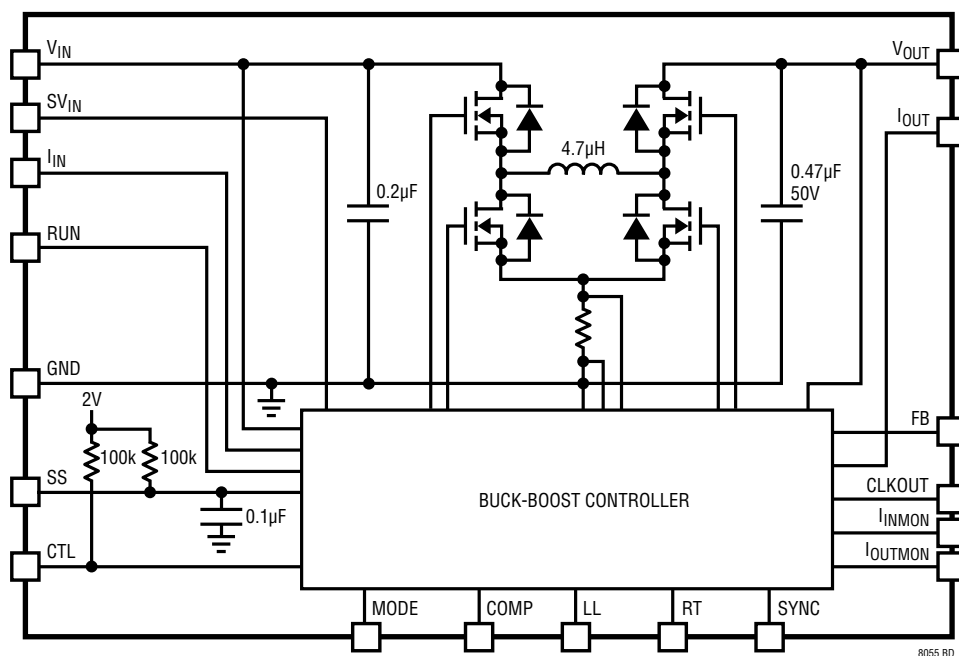 VIN
SVIN
IIN
RUN
GND
2V
100k
100k
SS
0.1µF
CTL
0.2µF
4.7µH
0.47µF
50V
VOUT
IOUT
BUCK-BOOST CONTROLLER
FB
CLKOUT
IINMON
IOUTMON
MODE
COMP
LL
RT
SYNC
8055 BD